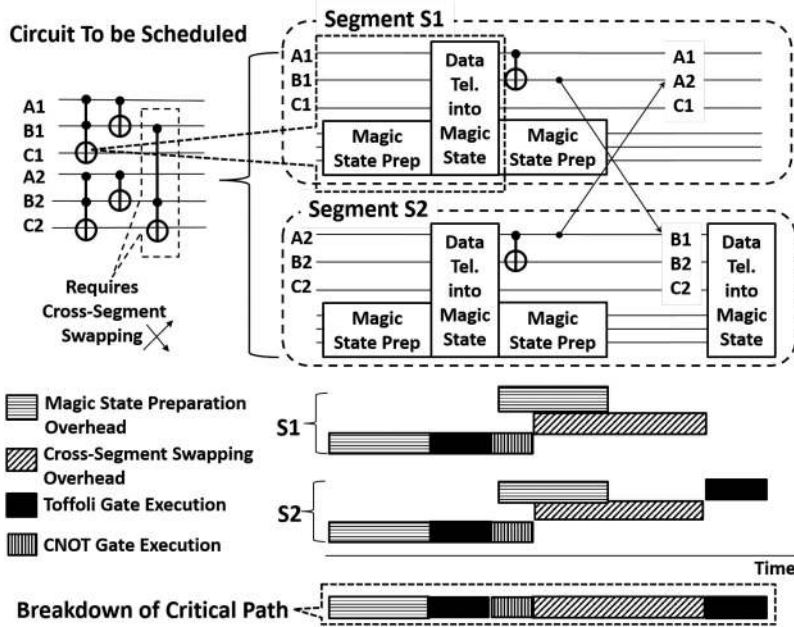 Circuit To be Scheduled
A1
B1
C1
A2
B2
C2
Requires
Cross-Segment
Swapping
Segment S1
A1
B1
C1
Magic
State Prep
Data
Tel.
into
Magic
State
Magic
State Prep
A1
A2
C1
Segment S2
A2
B2
C2
Magic
State Prep
Data
Tel.
into
Magic
State
Magic
State Prep
B1
B2
C2
Data
Tel.
into
Magic
State
Magic State Preparation
Overhead
Cross-Segment Swapping
Overhead
Toffoli Gate Execution
CNOT Gate Execution
S1
S2
Time
Breakdown of Critical Path